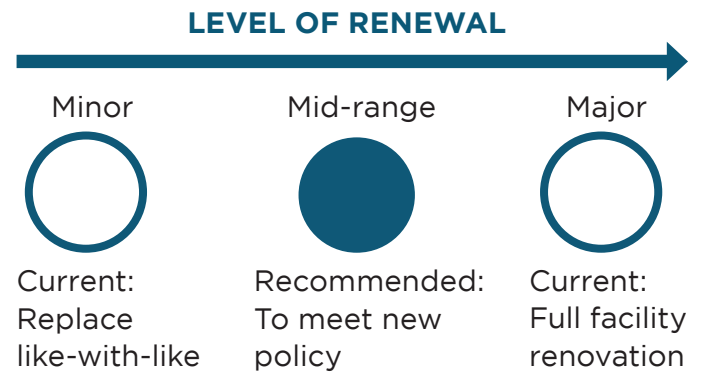 LEVEL OF RENEWAL
Minor
Mid-range
Major
Current:
Replace
like-with-like
Recommended:
To meet new
policy
Current:
Full facility
renovation